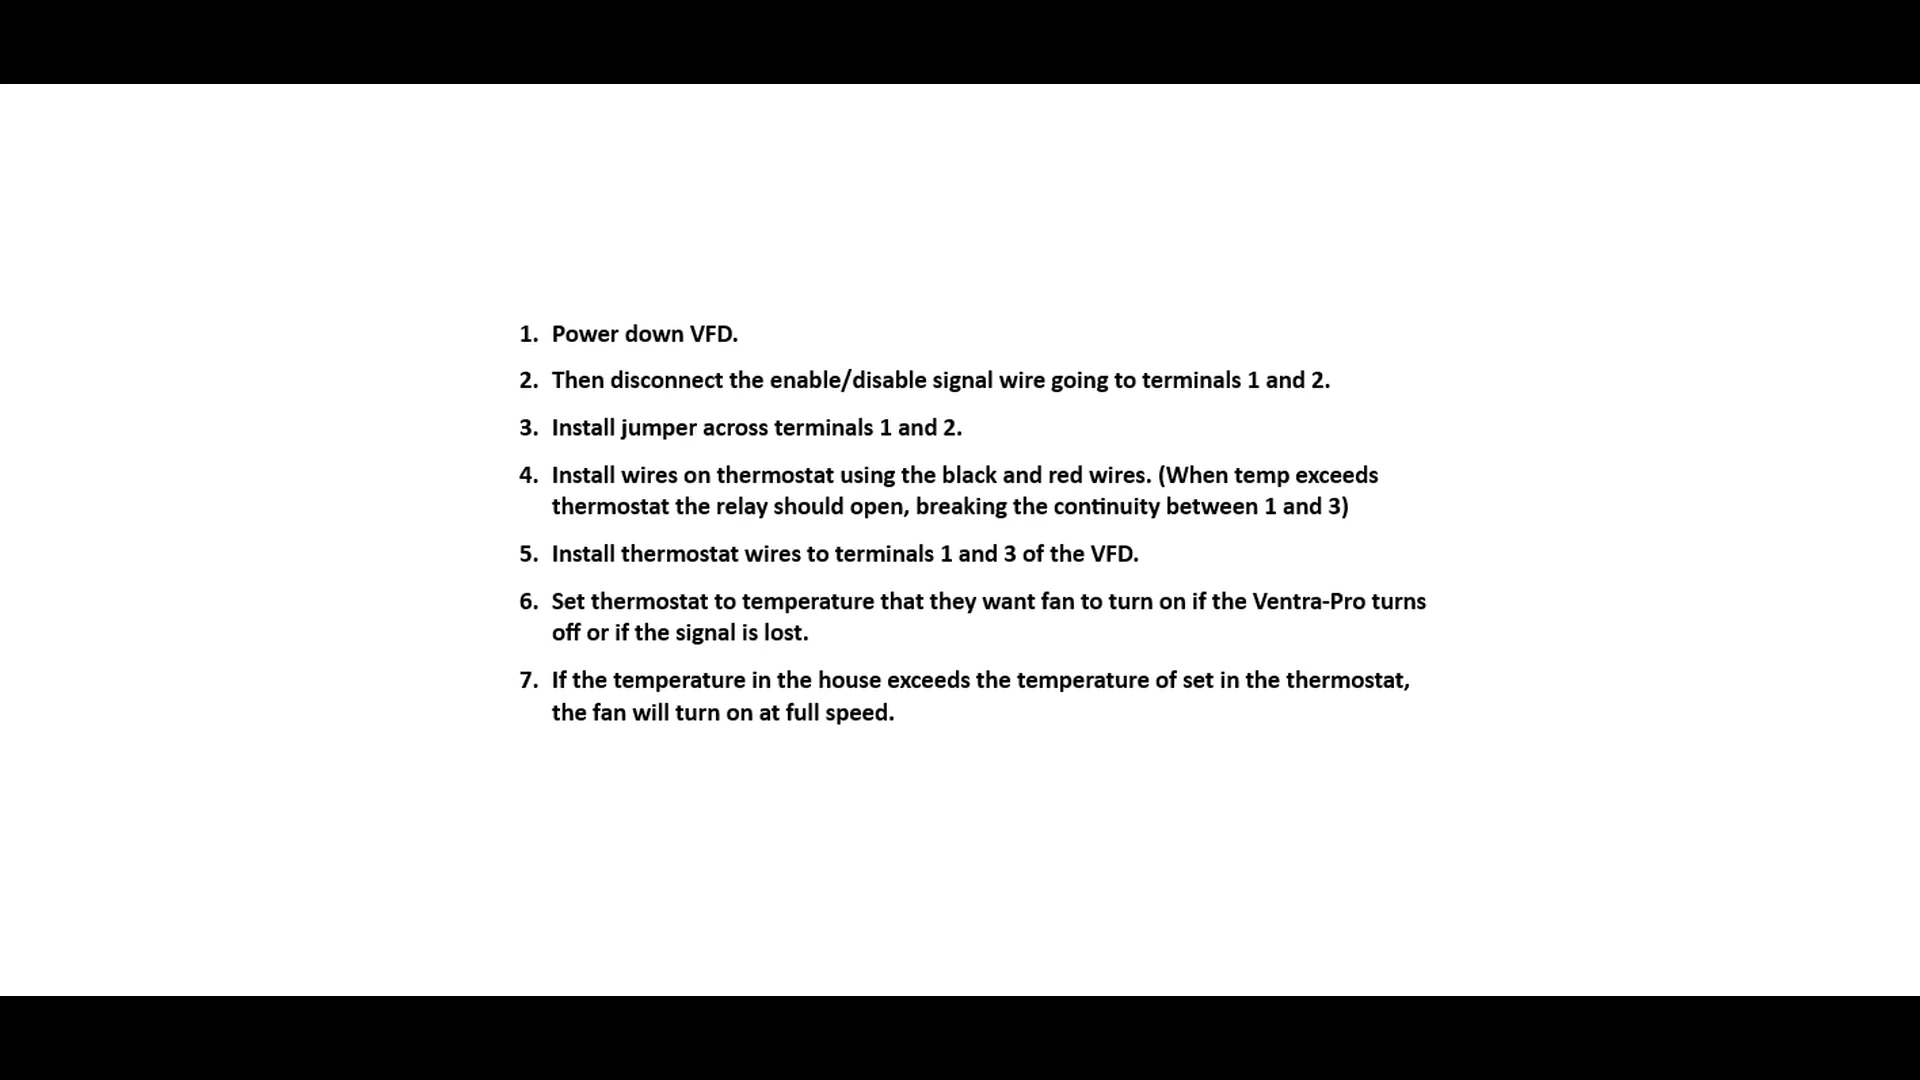 1. Power down VFD.
2. Then disconnect the enable/disable signal wire going to terminals 1 and 2.
3. Install jumper across terminals 1 and 2.
4. Install wires on thermostat using the black and red wires. (When temp exceeds
thermostat the relay should open, breaking the continuity between 1 and 3)
5. Install thermostat wires to terminals 1 and 3 of the VFD.
6. Set thermostat to temperature that they want fan to turn on if the Ventra-Pro turns
off or if the signal is lost.
7. If the temperature in the house exceeds the temperature of set in the thermostat,
the fan will turn on at full speed.